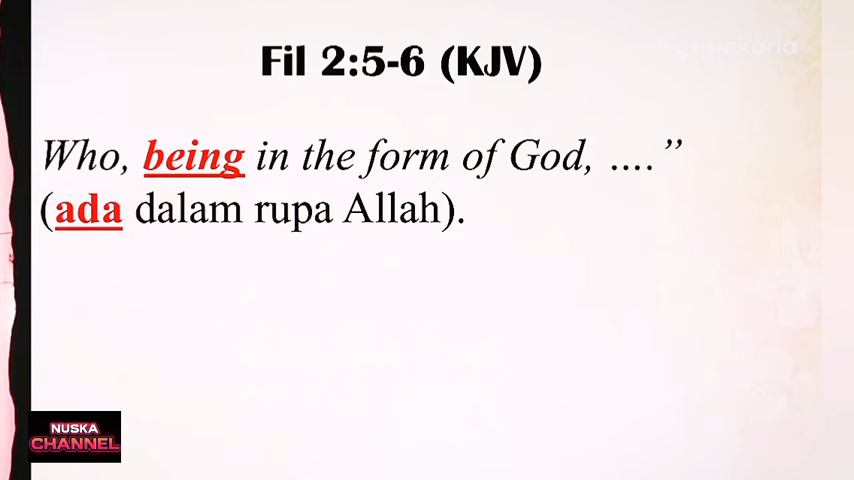 Fil 2:5-6 (KJV)
Who, being in the form of God, ....”
(ada dalam rupa Allah).
NUSKA
CHANNEL